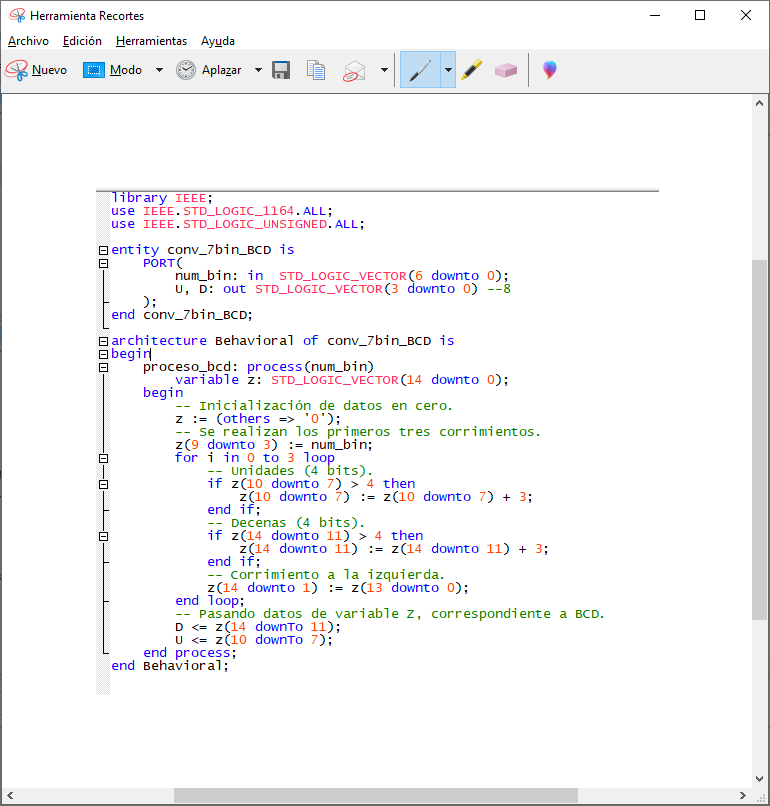 Herramienta Recortes
Archivo Edición Herramientas Ayuda
Nuevo Modo Aplazar
library IEEE;
use IEEE.STD_LOGIC_1164.ALL;
use IEEE.STD_LOGIC_UNSIGNED.ALL;
entity conv_7bin_BCD is
PORT(
num_bin: in  STD_LOGIC_VECTOR(6 downto 0);
U, D: out STD_LOGIC_VECTOR(3 downto 0) --8
);
end conv_7bin_BCD;
architecture Behavioral of conv_7bin_BCD is
begin
proceso_bcd: process(num_bin)
variable z: STD_LOGIC_VECTOR(14 downto 0);
begin
-- Inicialización de datos en cero.
z := (others => '0');
-- Se realizan los primeros tres corrimientos.
z(9 downto 3) := num_bin;
for i in 0 to 3 loop
-- Unidades (4 bits).
if z(10 downto 7) > 4 then
z(10 downto 7) := z(10 downto 7) + 3;
end if;
-- Decenas (4 bits).
if z(14 downto 11) > 4 then
z(14 downto 11) := z(14 downto 11) + 3;
end if;
-- Corrimiento a la izquierda.
z(14 downto 1) := z(13 downto 0);
end loop;
-- Pasando datos de variable Z, correspondiente a BCD.
D <= z(14 downTo 11);
U <= z(10 downTo 7);
end process;
end Behavioral;